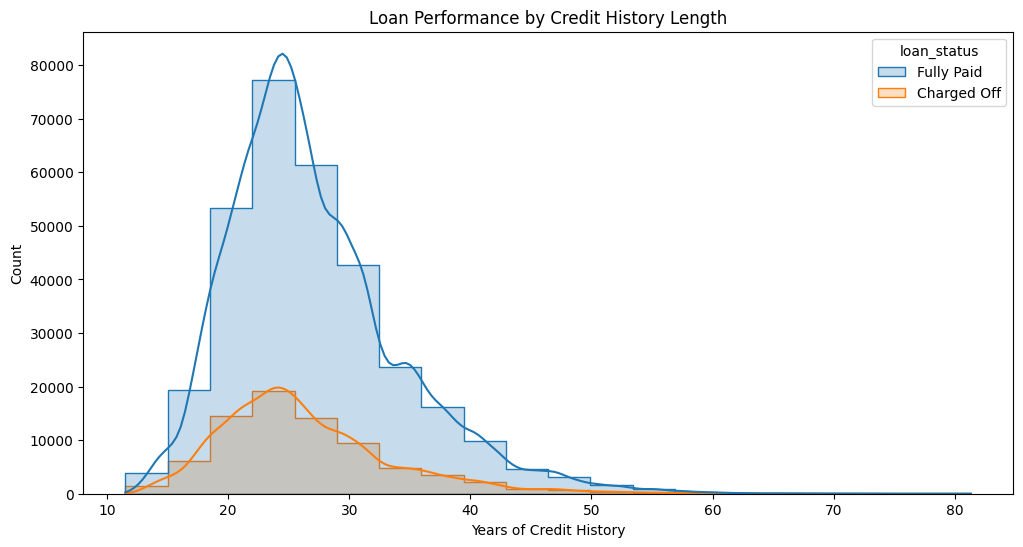 Loan Performance by Credit History Length
loan_status
Fully Paid
Charged Off
Count
80000
70000
60000
50000
40000
30000
20000
10000
0
10 20 30 40 50 60 70 80
Years of Credit History